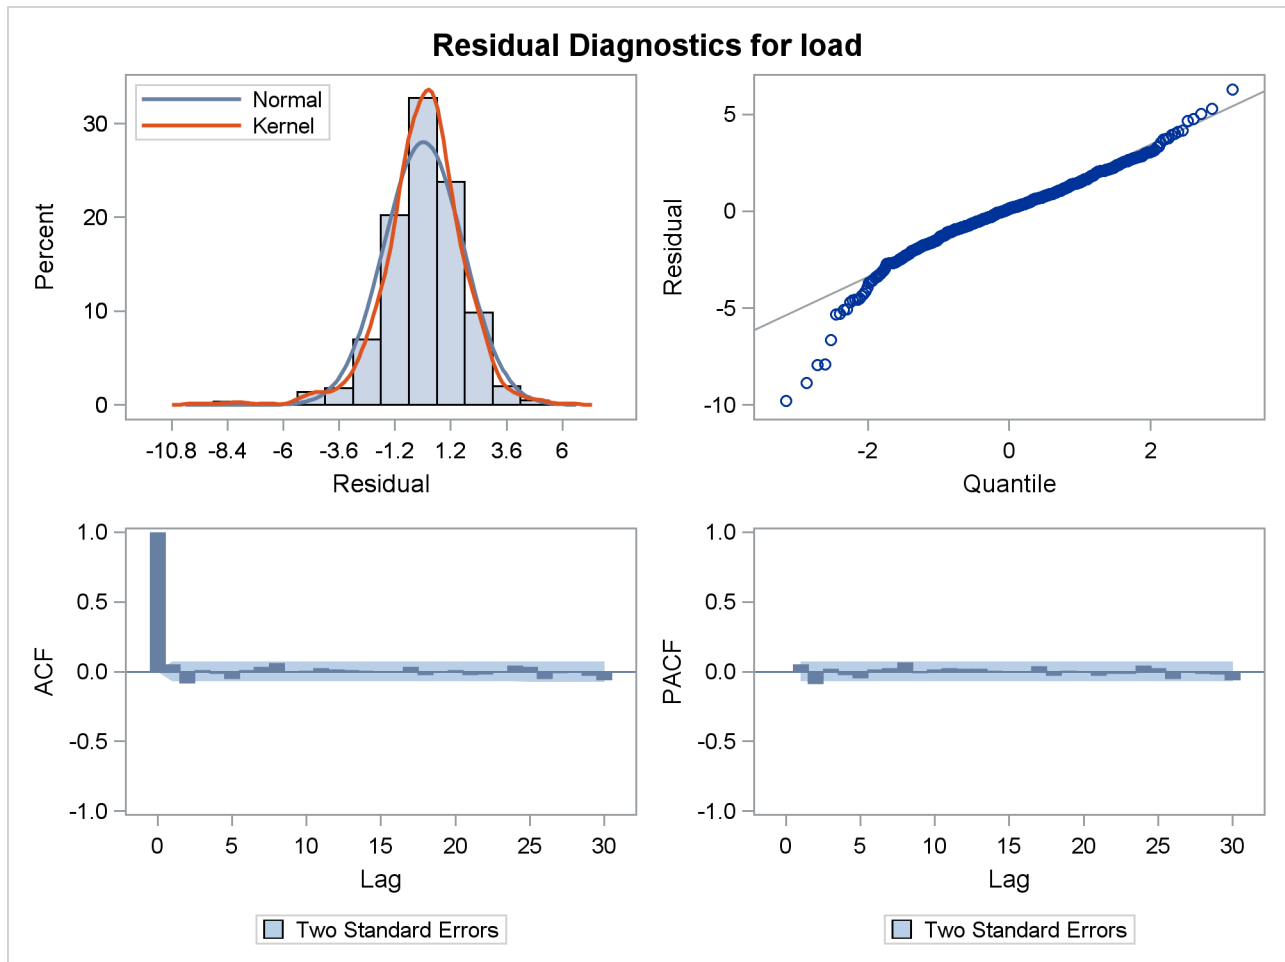 Residual Diagnostics for load
Normal
Kernel
Percent
30
20
10
0
-10.8 -8.4 -6 -3.6 -1.2 1.2 3.6 6
Residual
Residual
5
0
-5
-10
-2 0 2
Quantile
ACF
1.0
0.5
0.0
-0.5
-1.0
0 5 10 15 20 25 30
Lag
Two Standard Errors
PACF
1.0
0.5
0.0
-0.5
-1.0
0 5 10 15 20 25 30
Lag
Two Standard Errors